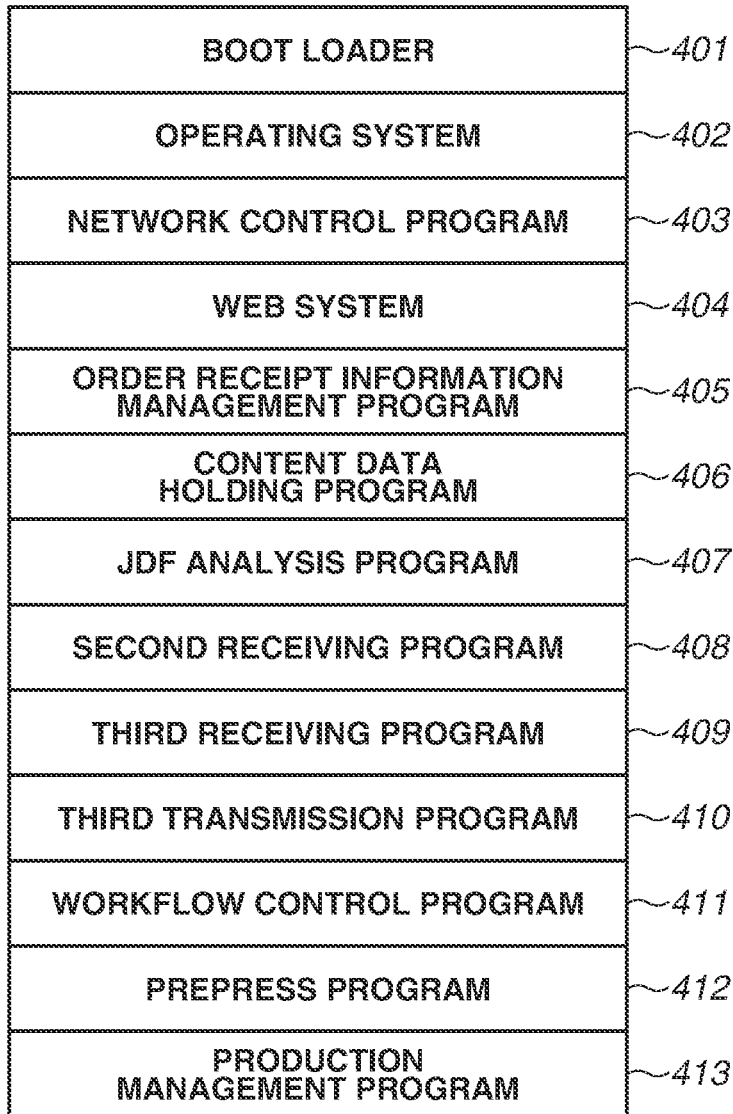 BOOT LOADER 401
OPERATING SYSTEM 402
NETWORK CONTROL PROGRAM 403
WEB SYSTEM 404
ORDER RECEIPT INFORMATION
MANAGEMENT PROGRAM 405
CONTENT DATA
HOLDING PROGRAM 406
JDF ANALYSIS PROGRAM 407
SECOND RECEIVING PROGRAM 408
THIRD RECEIVING PROGRAM 409
THIRD TRANSMISSION PROGRAM 410
WORKFLOW CONTROL PROGRAM 411
PREPRESS PROGRAM 412
PRODUCTION
MANAGEMENT PROGRAM 413